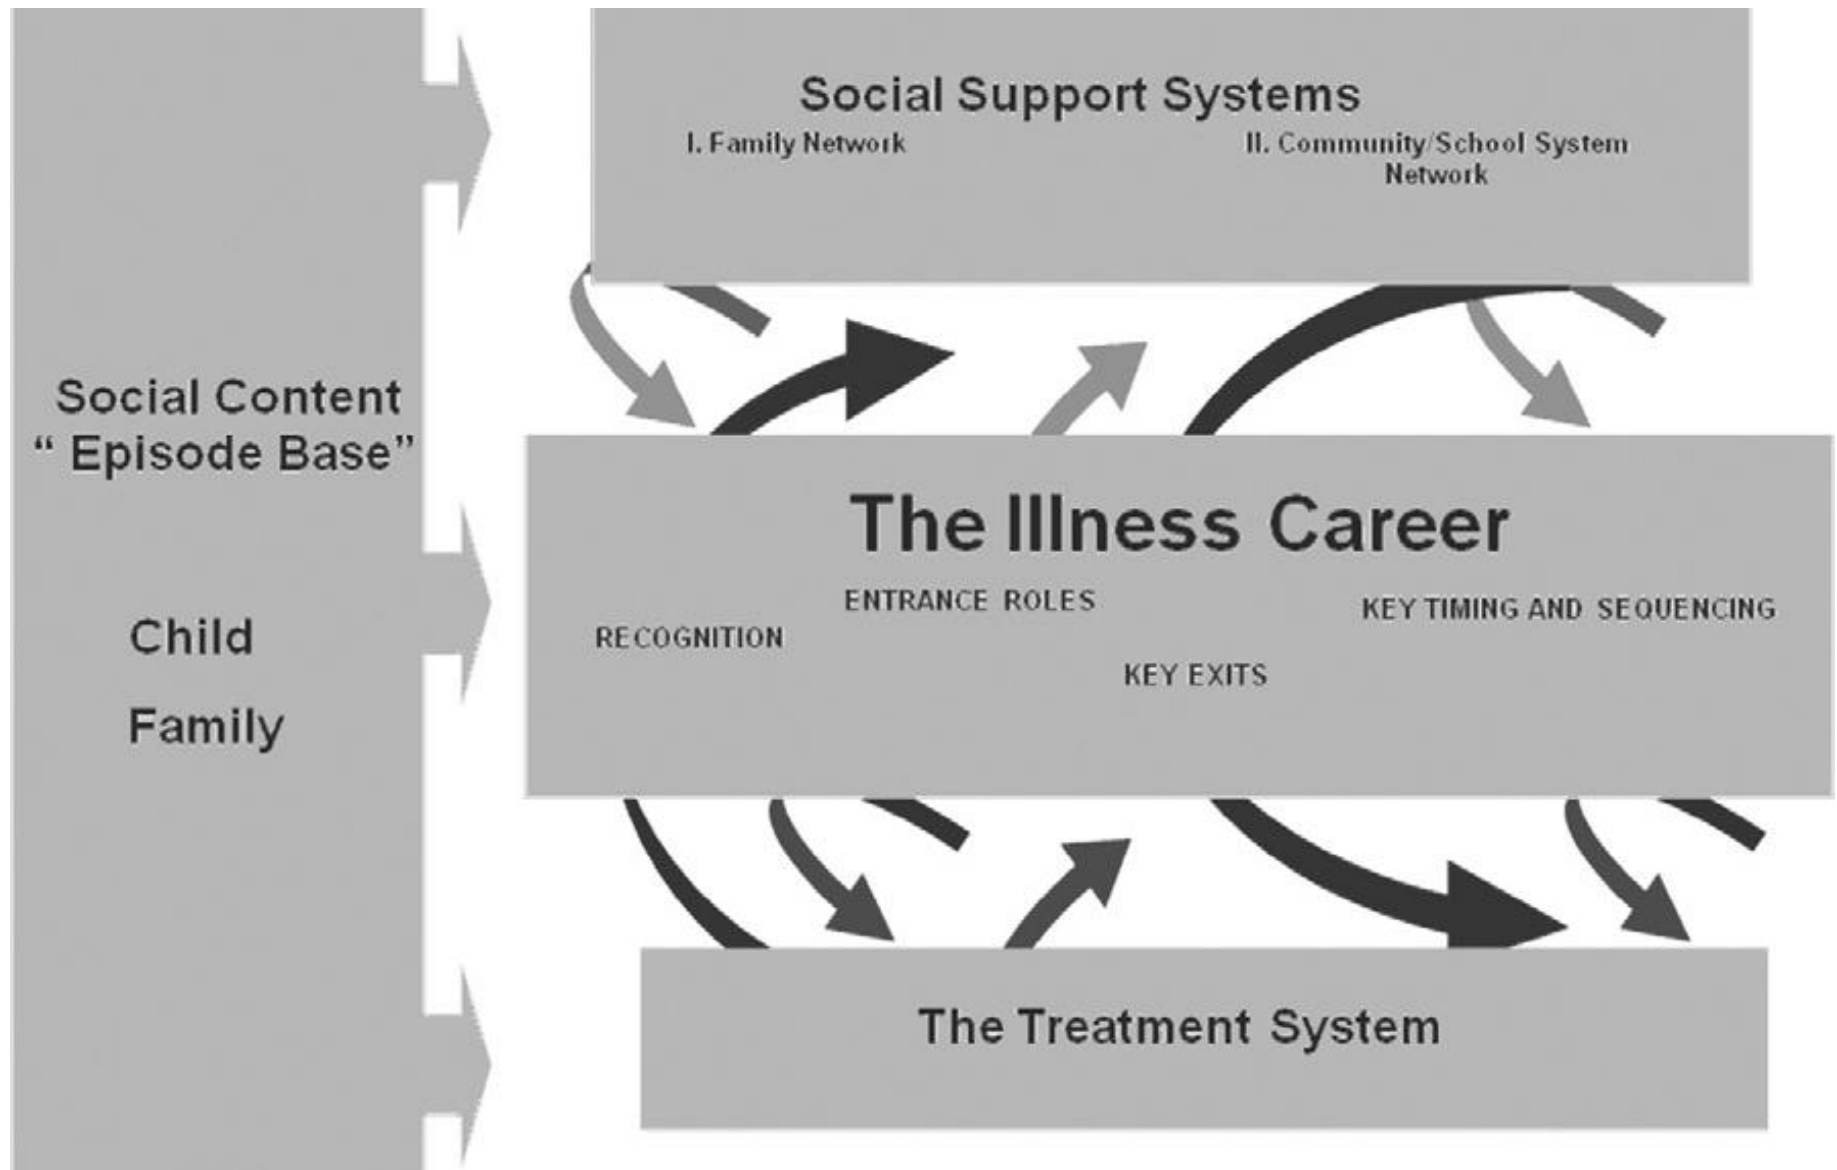 Social Content
“ Episode Base”
Child
Family
Social Support Systems
I. Family Network
II. Community/School System
Network
The Illness Career
ENTRANCE ROLES
KEY TIMING AND SEQUENCING
RECOGNITION
KEY EXITS
The Treatment System